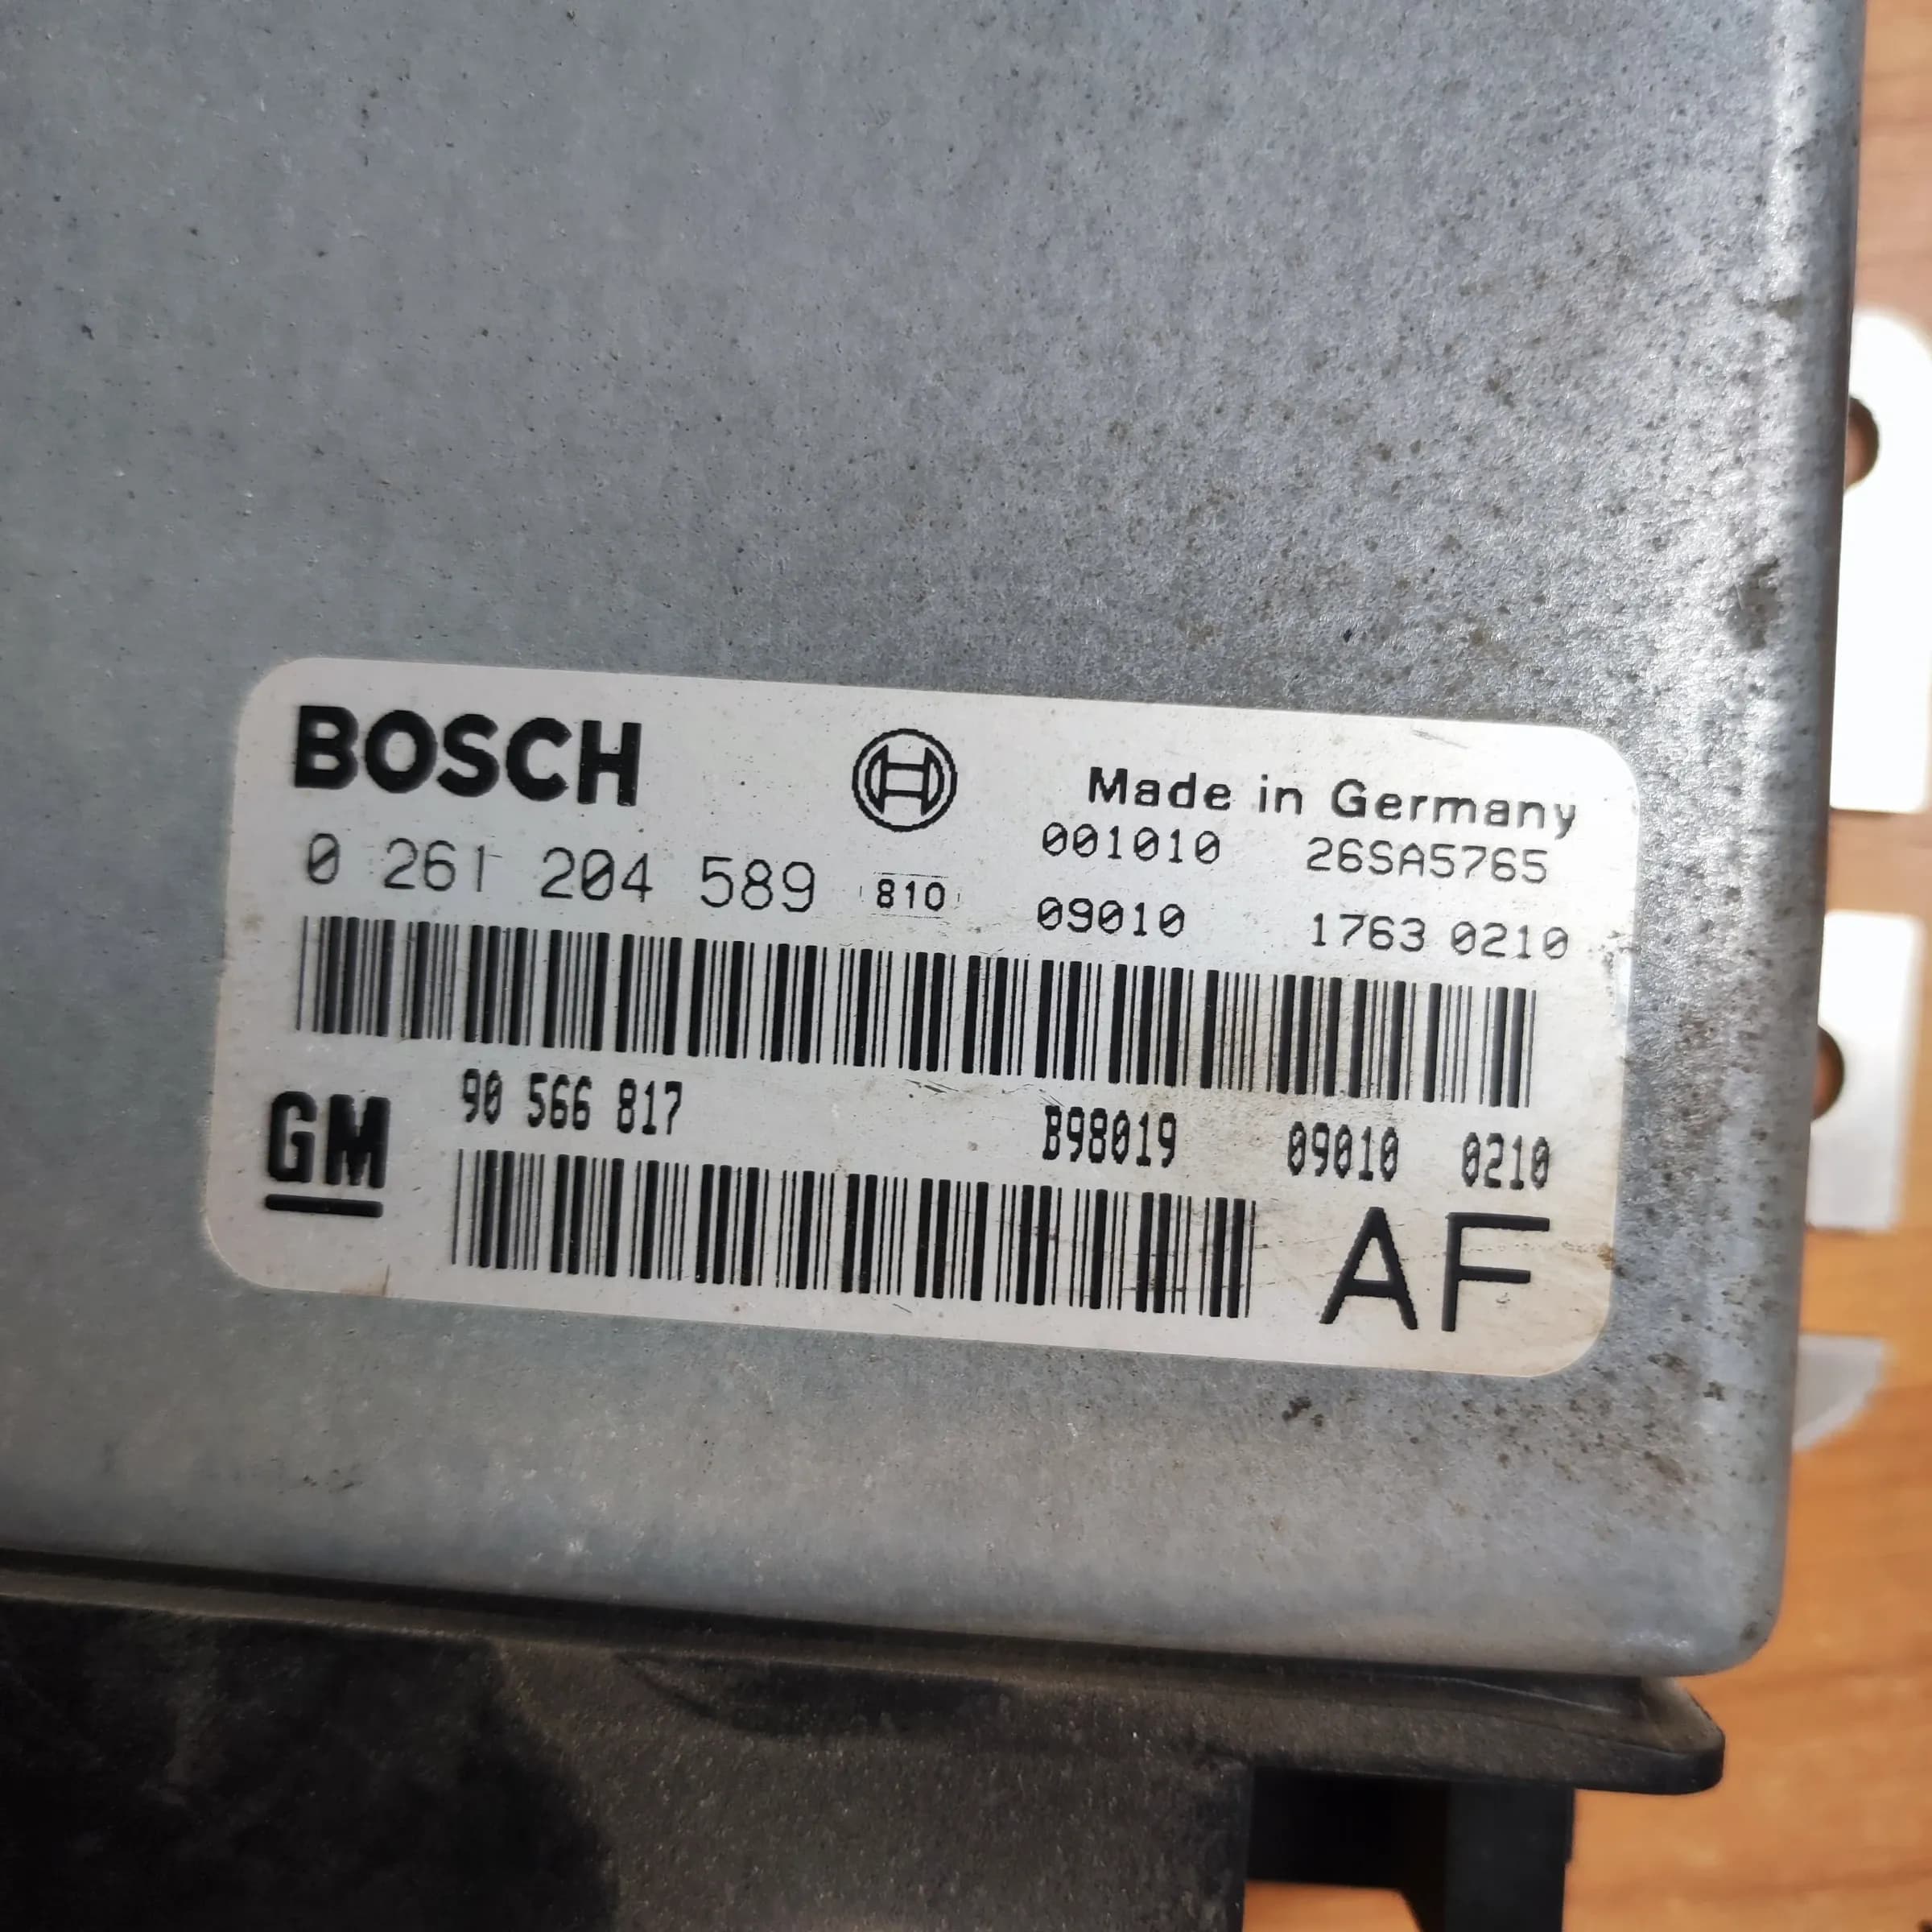 BOSCH
Made in Germany
001010 26SA5765
0 261 204 589 810
09010 1763 0210
GM 90 566 817 B98019 09010 0210
AF